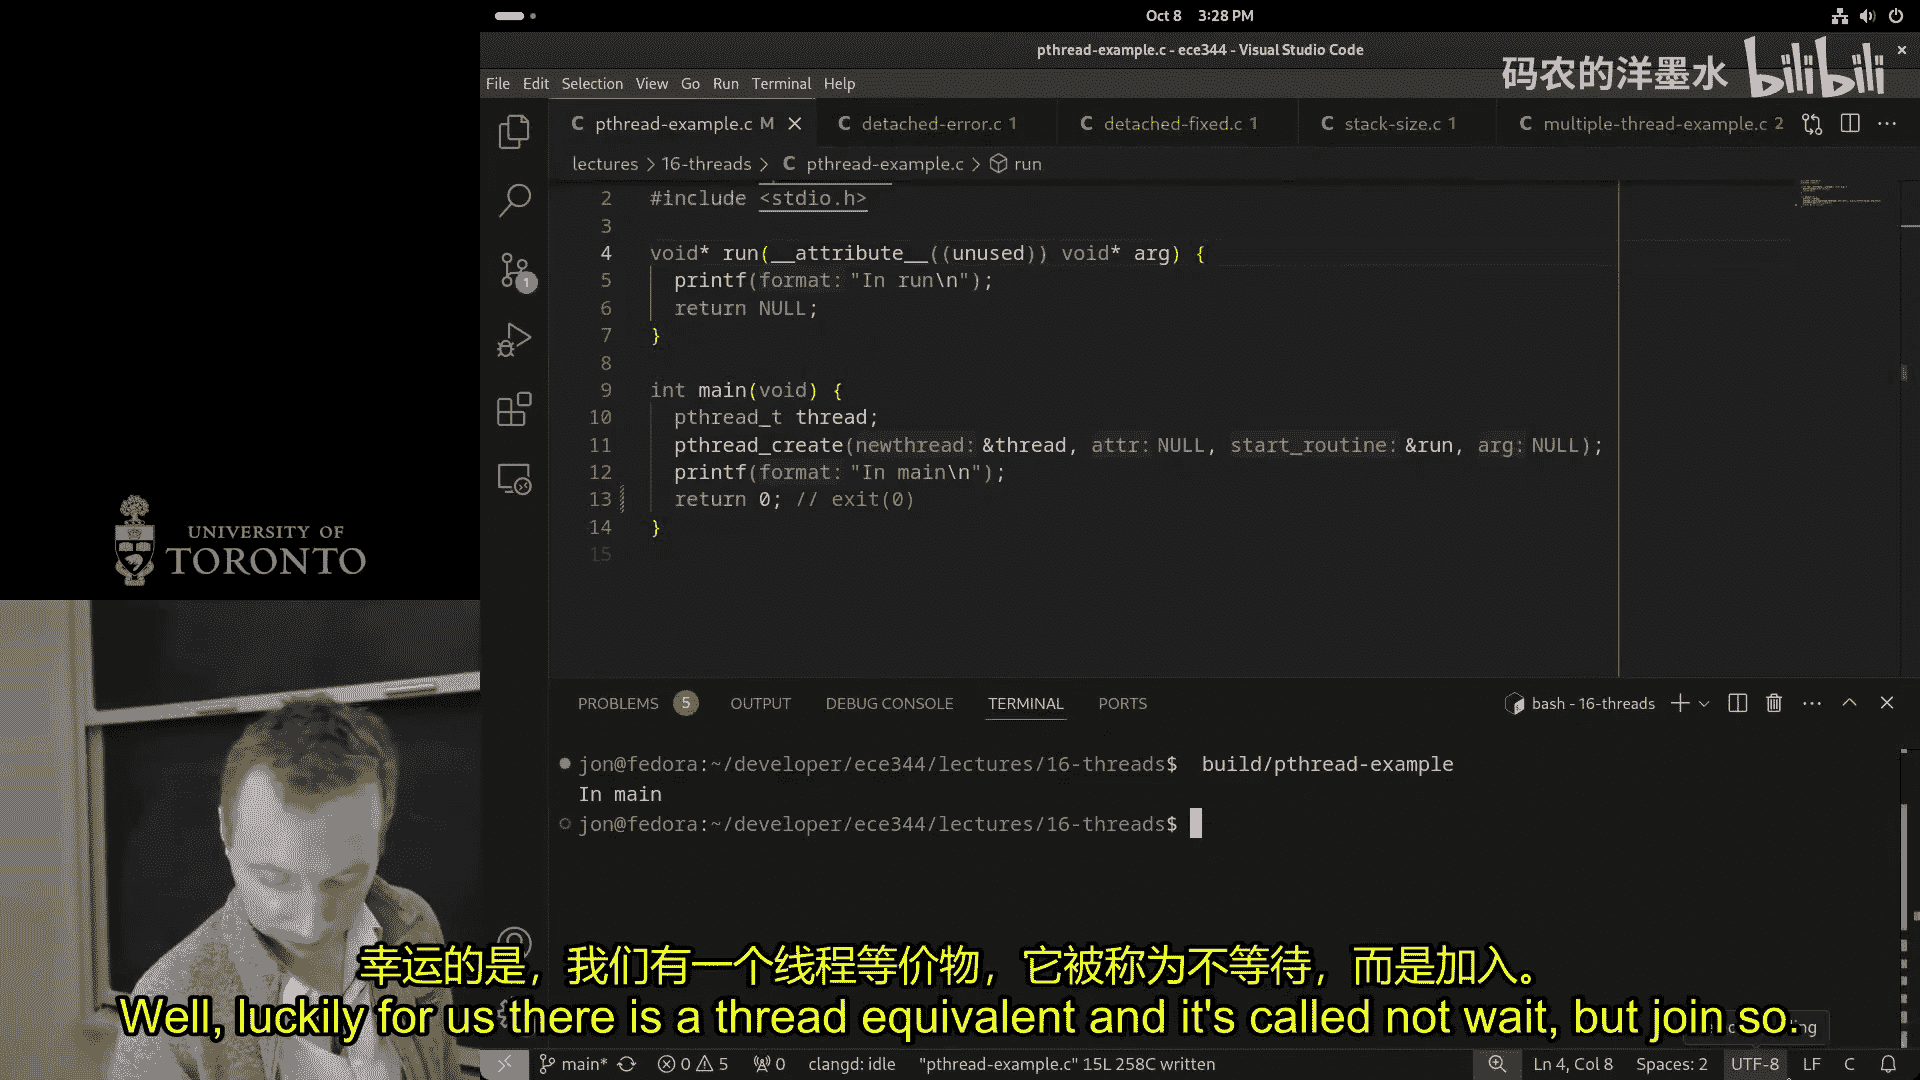 Oct 8 3:28 PM
pthread-example.c - ece344 - Visual Studio Code
码农的洋墨水 bilibili
File Edit Selection View Go Run Terminal Help
C pthread-example.c M
C detached-error.c 1
C detached-fixed.c 1
C stack-size.c 1
C multiple-thread-example.c 2
lectures > 16-threads > C pthread-example.c > run
2 #include <stdio.h>
3
4 void* run(__attribute__((unused)) void* arg) {
5 printf(format: "In run\n");
6 return NULL;
7 }
8
9 int main(void) {
10 pthread_t thread;
11 pthread_create(newthread: &thread, attr: NULL, start_routine: &run, arg: NULL);
12 printf(format: "In main\n");
13 return 0; // exit(0)
14 }
15
1
UNIVERSITY OF
TORONTO
PROBLEMS 5 OUTPUT DEBUG CONSOLE TERMINAL PORTS
bash - 16-threads
jon@fedora:~/developer/ece344/lectures/16-threads$ build/pthread-example
In main
jon@fedora:~/developer/ece344/lectures/16-threads$
幸运的是，我们有一个线程等价物，它被称为不等待，而是加入。
Well, luckily for us there is a thread equivalent and it's called not wait, but join so.
main* 0 5 0 clangd: idle "pthread-example.c" 15L 258C written
Ln 4, Col 8 Spaces: 2 UTF-8 LF C